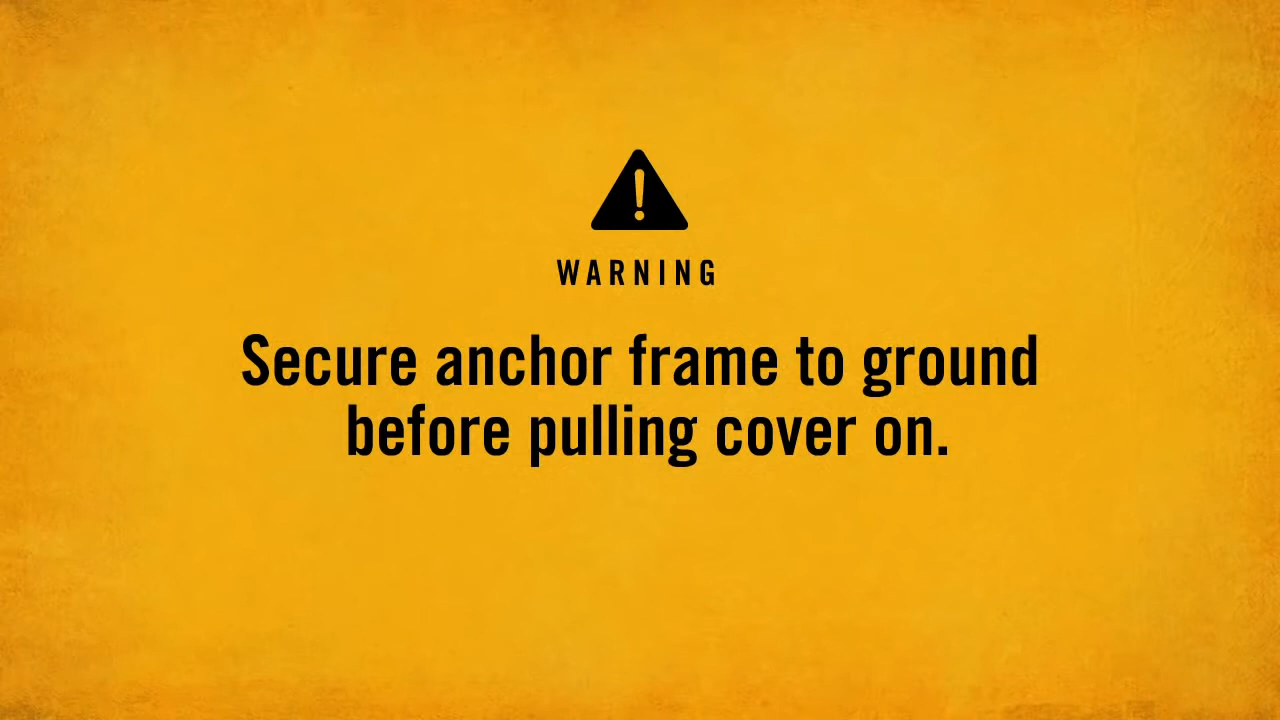 WARNING
Secure anchor frame to ground
before pulling cover on.